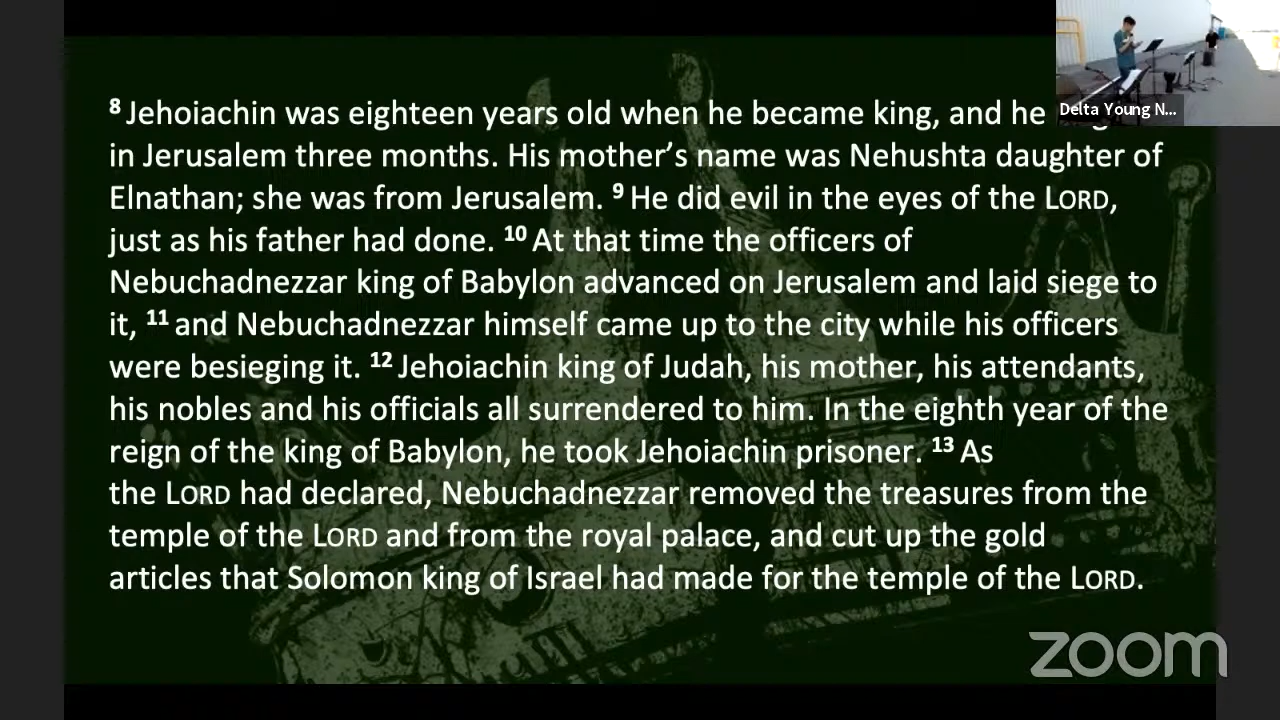 8 Jehoiachin was eighteen years old when he became king, and he
in Jerusalem three months. His mother’s name was Nehushta daughter of
Elnathan; she was from Jerusalem. 9 He did evil in the eyes of the LORD,
just as his father had done. 10 At that time the officers of
Nebuchadnezzar king of Babylon advanced on Jerusalem and laid siege to
it, 11 and Nebuchadnezzar himself came up to the city while his officers
were besieging it. 12 Jehoiachin king of Judah, his mother, his attendants,
his nobles and his officials all surrendered to him. In the eighth year of the
reign of the king of Babylon, he took Jehoiachin prisoner. 13 As
the LORD had declared, Nebuchadnezzar removed the treasures from the
temple of the LORD and from the royal palace, and cut up the gold
articles that Solomon king of Israel had made for the temple of the LORD.
Delta Young N...
zoom